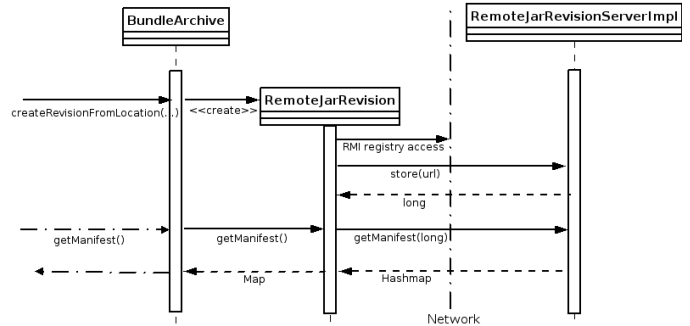 BundleArchive
RemoteJarRevisionServerImpl
createRevisionFromLocation(...)
<<create>>
RemoteJarRevision
RMI registry access
store(url)
long
getManifest()
getManifest()
getManifest(long)
Map
Hashmap
Network